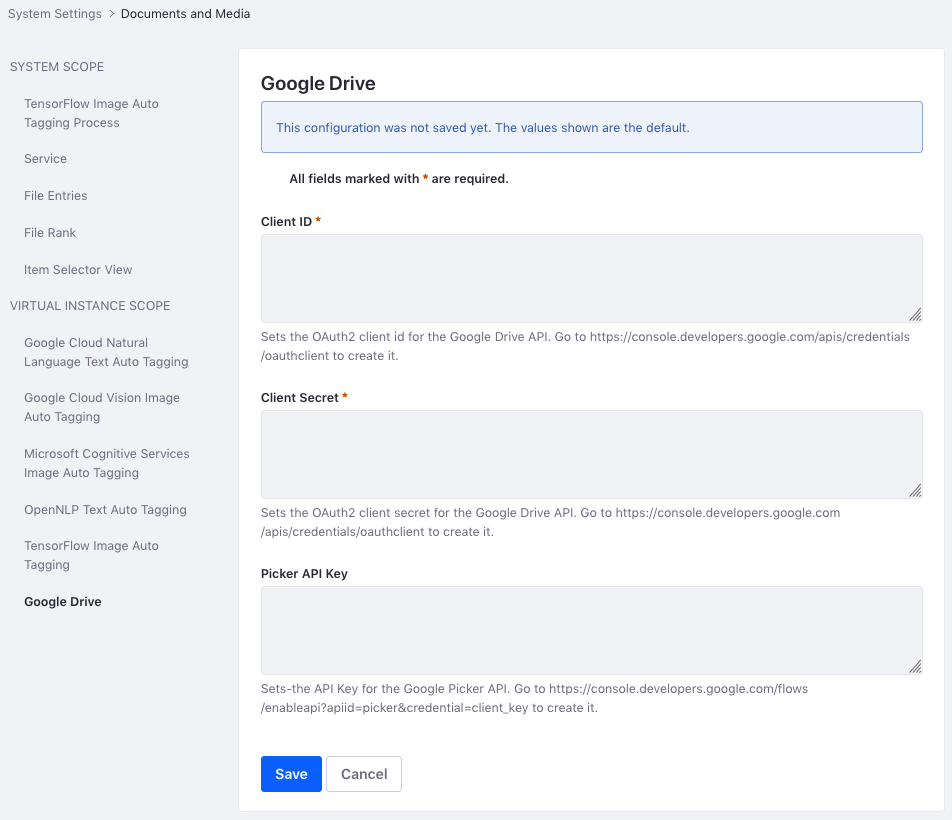 System Settings > Documents and Media
SYSTEM SCOPE
TensorFlow Image Auto
Tagging Process
Service
File Entries
File Rank
Item Selector View
VIRTUAL INSTANCE SCOPE
Google Cloud Natural
Language Text Auto Tagging
Google Cloud Vision Image
Auto Tagging
Microsoft Cognitive Services
Image Auto Tagging
OpenNLP Text Auto Tagging
TensorFlow Image Auto
Tagging
Google Drive
Google Drive
This configuration was not saved yet. The values shown are the default.
All fields marked with * are required.
Client ID *
Sets the OAuth2 client id for the Google Drive API. Go to https://console.developers.google.com/apis/credentials
/oauthclient to create it.
Client Secret *
Sets the OAuth2 client secret for the Google Drive API. Go to https://console.developers.google.com
/apis/credentials/oauthclient to create it.
Picker API Key
Sets-the API Key for the Google Picker API. Go to https://console.developers.google.com/flows
/enableapi?apiid=picker&credential=client_key to create it.
Save Cancel